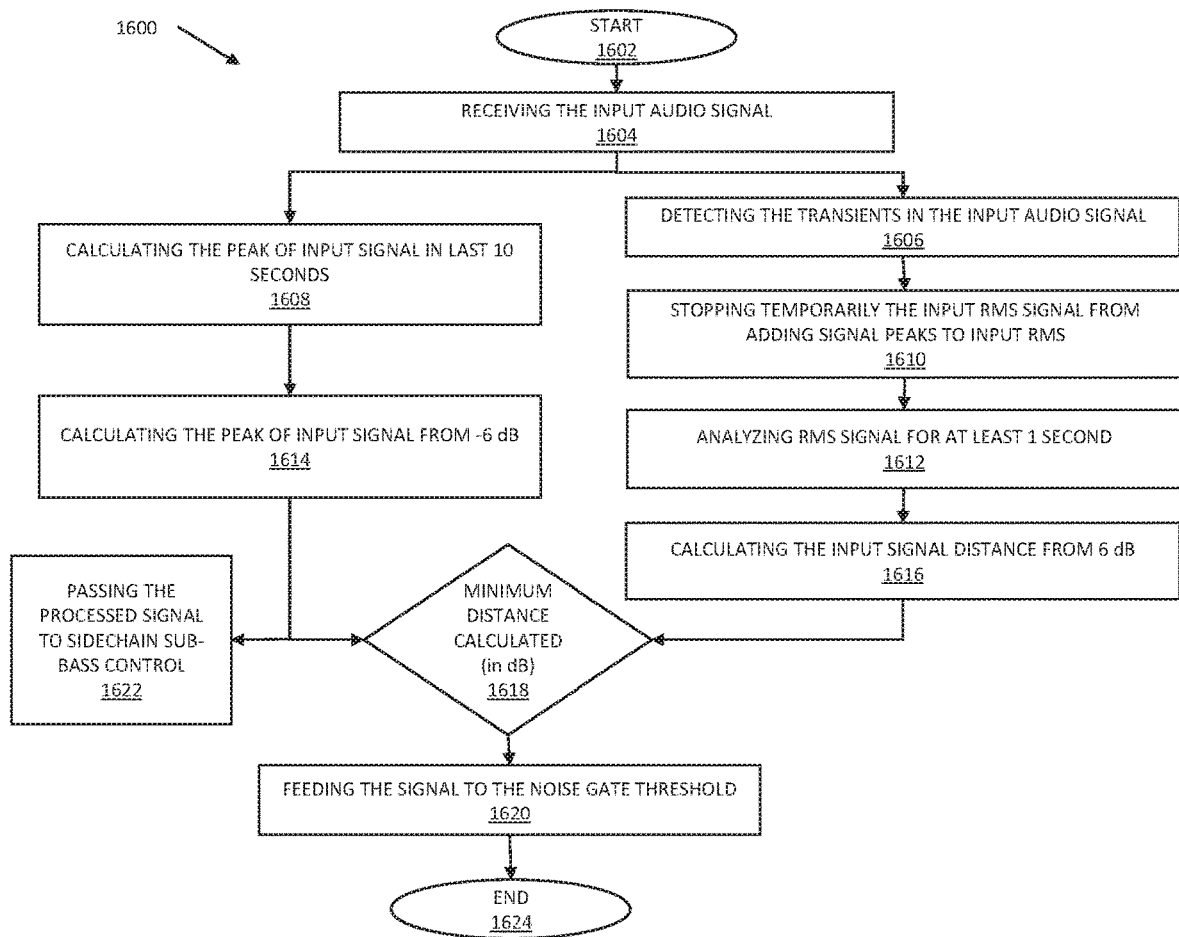 1600
START
1602
RECEIVING THE INPUT AUDIO SIGNAL
1604
DETECTING THE TRANSIENTS IN THE INPUT AUDIO SIGNAL
1606
CALCULATING THE PEAK OF INPUT SIGNAL IN LAST 10
SECONDS
1608
STOPPING TEMPORARILY THE INPUT RMS SIGNAL FROM
ADDING SIGNAL PEAKS TO INPUT RMS
1610
CALCULATING THE PEAK OF INPUT SIGNAL FROM -6 dB
1614
ANALYZING RMS SIGNAL FOR AT LEAST 1 SECOND
1612
CALCULATING THE INPUT SIGNAL DISTANCE FROM 6 dB
1616
PASSING THE
PROCESSED SIGNAL
TO SIDECHAIN SUB-
BASS CONTROL
1622
MINIMUM
DISTANCE
CALCULATED
(in dB)
1618
FEEDING THE SIGNAL TO THE NOISE GATE THRESHOLD
1620
END
1624